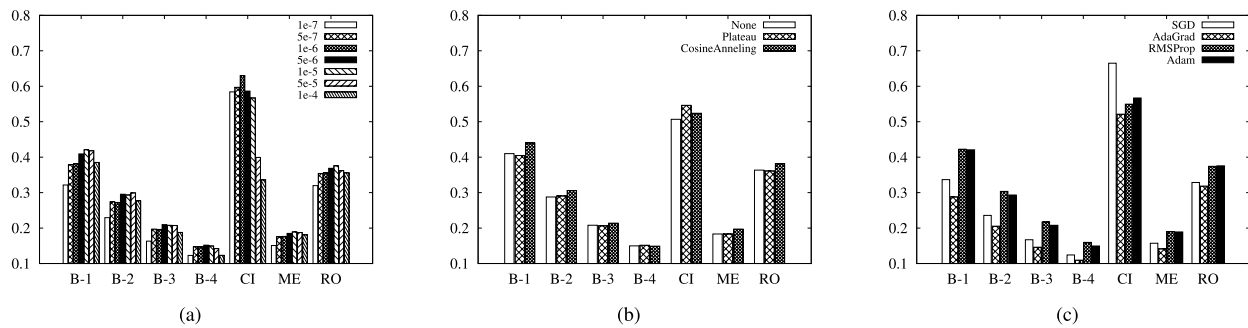 0.8
0.7
0.6
0.5
0.4
0.3
0.2
0.1
1e-7
5e-7
1e-6
5e-6
1e-5
5e-5
1e-4
B-1 B-2 B-3 B-4 CI ME RO
(a)
0.8
0.7
0.6
0.5
0.4
0.3
0.2
0.1
None
Plateau
CosineAnneling
B-1 B-2 B-3 B-4 CI ME RO
(b)
0.8
0.7
0.6
0.5
0.4
0.3
0.2
0.1
SGD
AdaGrad
RMSProp
Adam
B-1 B-2 B-3 B-4 CI ME RO
(c)